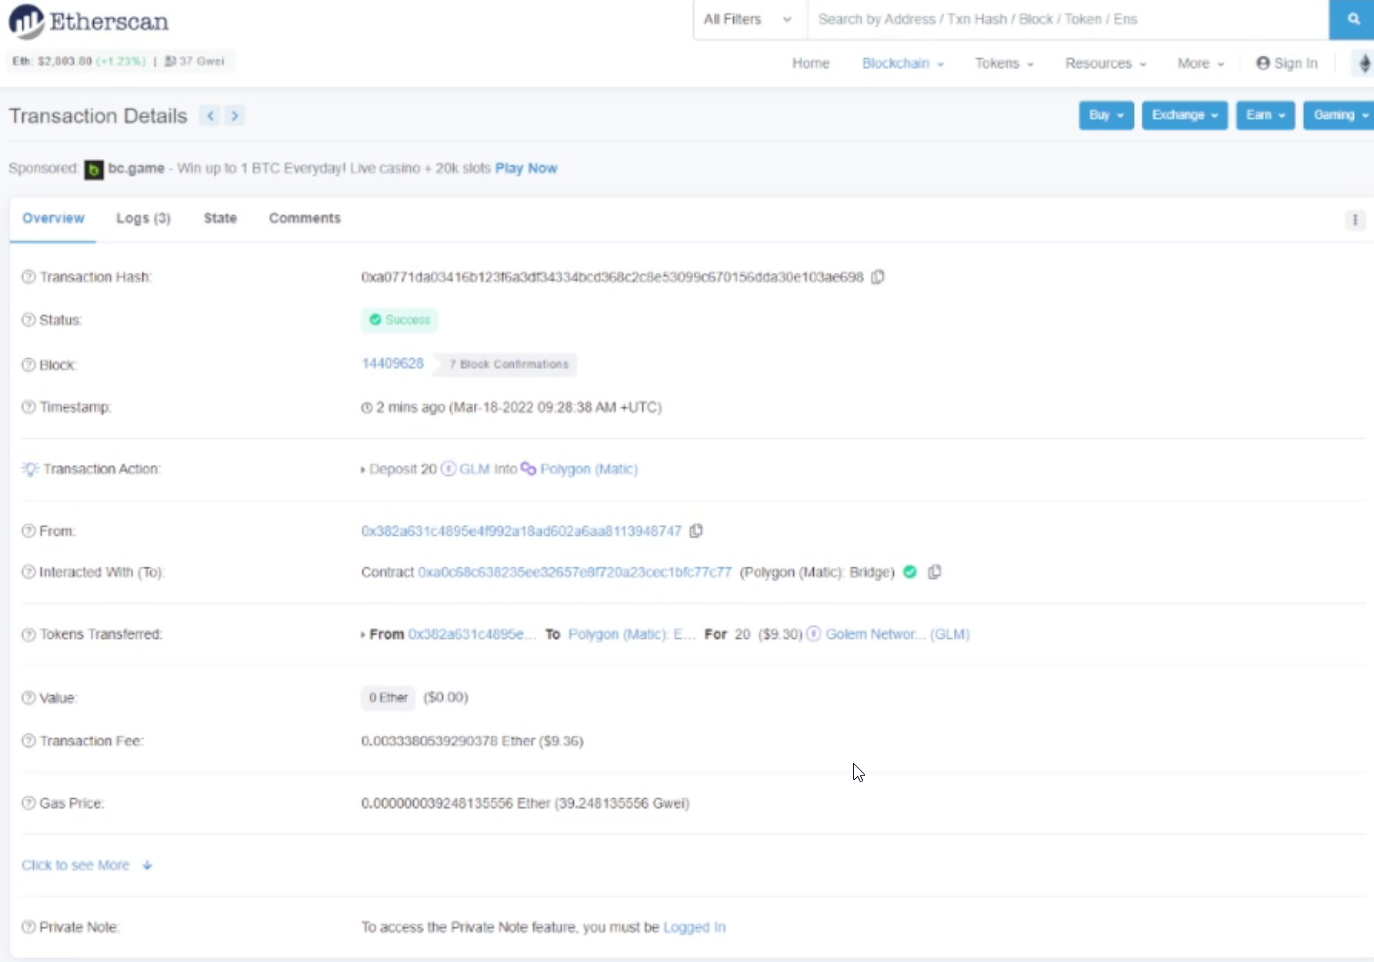 Etherscan
All Filters
Search by Address / Txn Hash / Block / Token / Ens
Eth: $2,803.80 (+1.23%) | 37 Gwei
Home Blockchain Tokens Resources More Sign In
Transaction Details
Buy Exchange Earn Gaming
Sponsored: bc.game - Win up to 1 BTC Everyday! Live casino + 20k slots Play Now
Overview Logs (3) State Comments
Transaction Hash: 0xa0771da03416b123f6a3df34334bcd368c2c8e53099c670156dda30e103ae698
Status: Success
Block: 14409628 7 Block Confirmations
Timestamp: 2 mins ago (Mar-18-2022 09:28:38 AM +UTC)
Transaction Action: Deposit 20 GLM Into Polygon (Matic)
From: 0x382a631c4895e4f992a18ad602a6aa8113948747
Interacted With (To): Contract 0xa0c68c638235ee32657e8f720a23cec1bfc77c77 (Polygon (Matic): Bridge)
Tokens Transferred: From 0x382a631c4895e... To Polygon (Matic): E... For 20 ($9.30) Golem Networ... (GLM)
Value: 0 Ether ($0.00)
Transaction Fee: 0.0033380539290378 Ether ($9.36)
Gas Price: 0.000000039248135556 Ether (39.248135556 Gwei)
Click to see More
Private Note: To access the Private Note feature, you must be Logged In